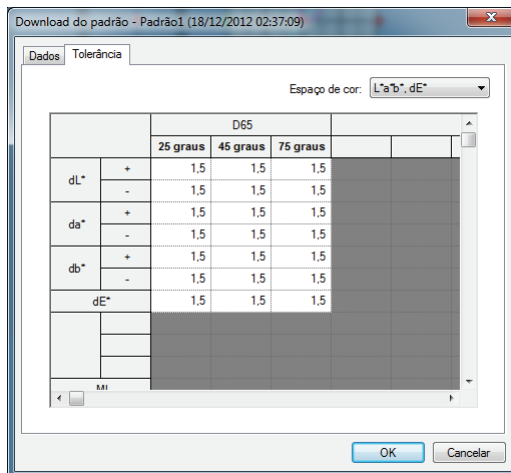 Download do padrão - Padrão1 (18/12/2012 02:37:09)
Dados Tolerância
Espaço de cor: L*a*b*, dE*
D65
25 graus 45 graus 75 graus
dL* + 1,5 1,5 1,5
- 1,5 1,5 1,5
da* + 1,5 1,5 1,5
- 1,5 1,5 1,5
db* + 1,5 1,5 1,5
- 1,5 1,5 1,5
dE* 1,5 1,5 1,5
MI
OK Cancelar